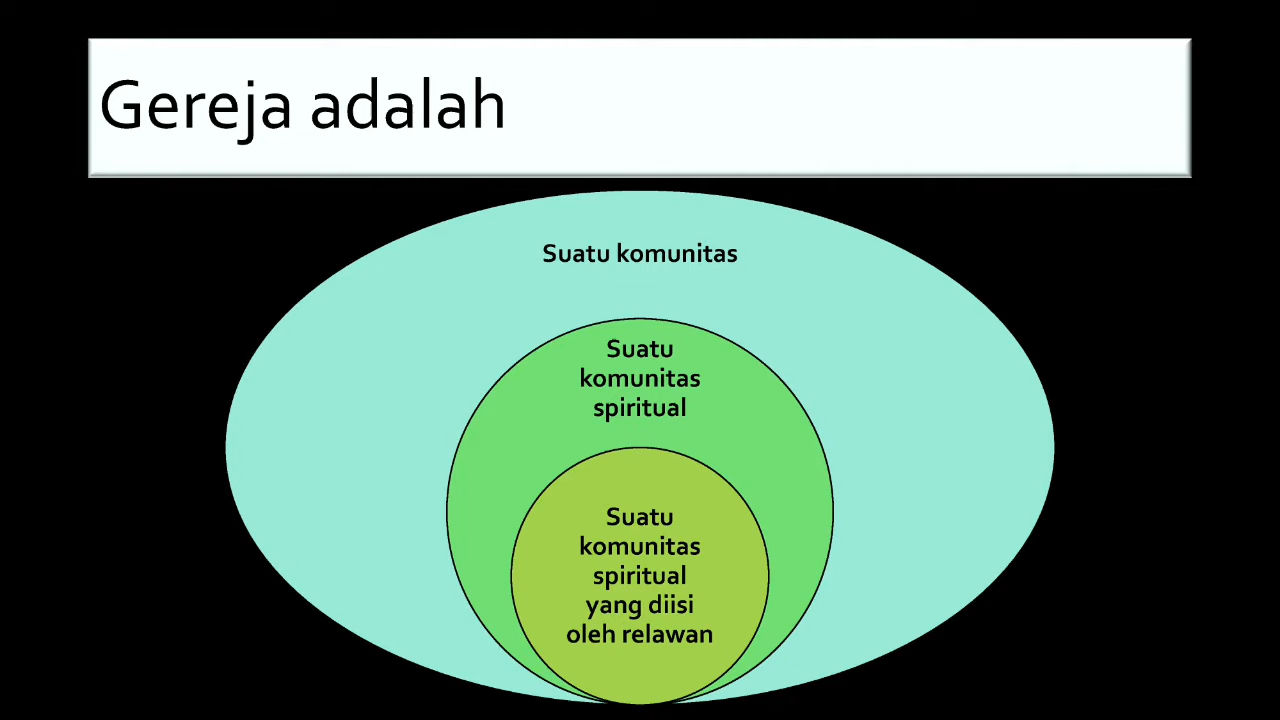 Gereja adalah
Suatu komunitas
Suatu
komunitas
spiritual
Suatu
komunitas
spiritual
yang diisi
oleh relawan